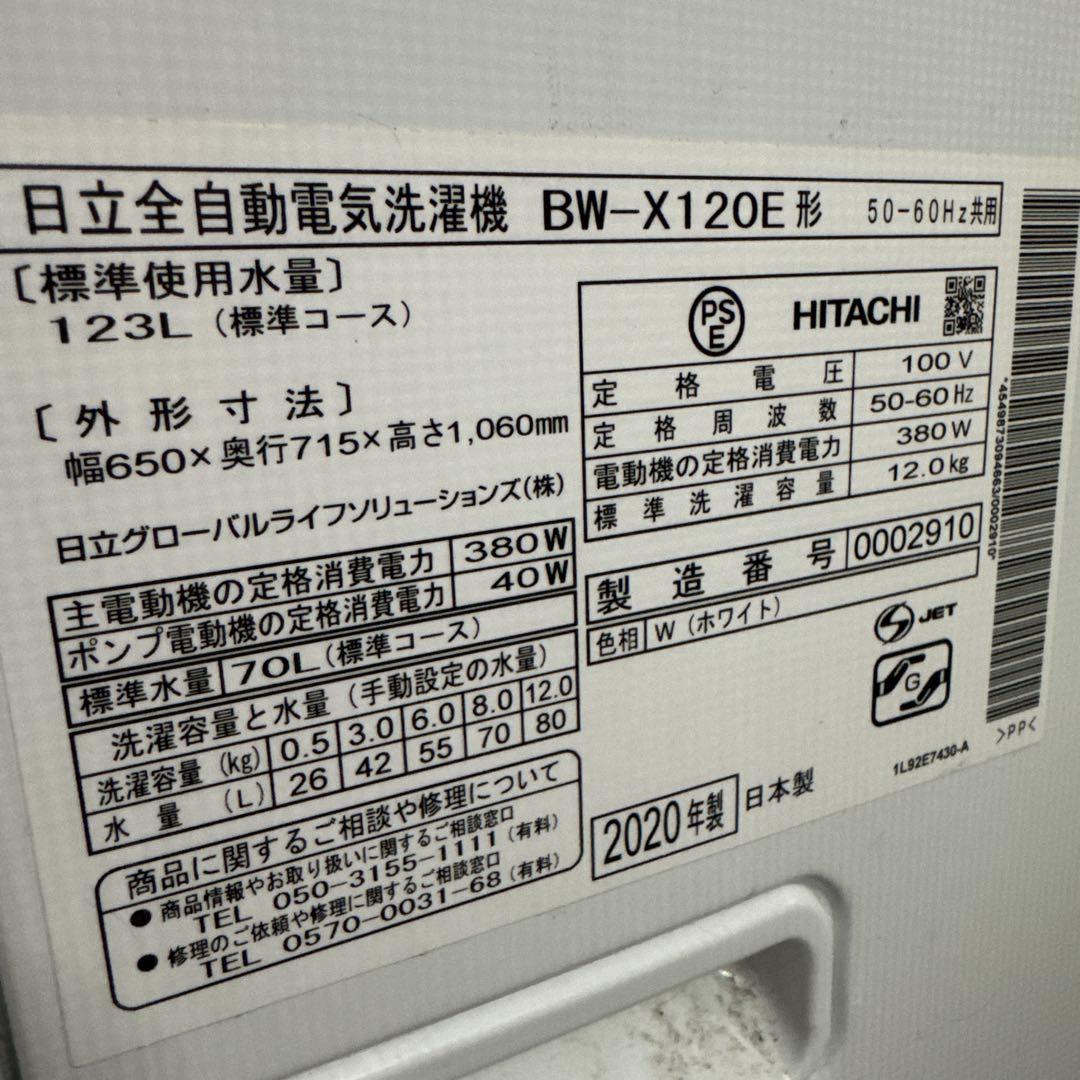 日立全自動電気洗濯機 BW-X120E形 50-60Hz共用
〔標準使用水量〕
123L（標準コース）
〔外形寸法〕
幅650×奥行715×高さ1,060mm
日立グローバルライフソリューションズ(株)
主電動機の定格消費電力 380W
ポンプ電動機の定格消費電力 40W
標準水量 70L（標準コース）
洗濯容量と水量（手動設定の水量）
洗濯容量（kg） 0.5 3.0 6.0 8.0 12.0
水量（L） 26 42 55 70 80
商品に関するご相談や修理について
●商品情報やお取り扱いに関するご相談窓口
TEL 050-3155-1111（有料）
●修理のご依頼や修理に関するご相談窓口
TEL 0570-0031-68（有料）
PSE HITACHI
定格電圧 100V
定格周波数 50-60Hz
電動機の定格消費電力 380W
標準洗濯容量 12.0kg
製造番号 0002910
色相 W（ホワイト）
S JET
G
2020年製 日本製
1L92E7430-A
>PP<
*4549873094663/0002910*